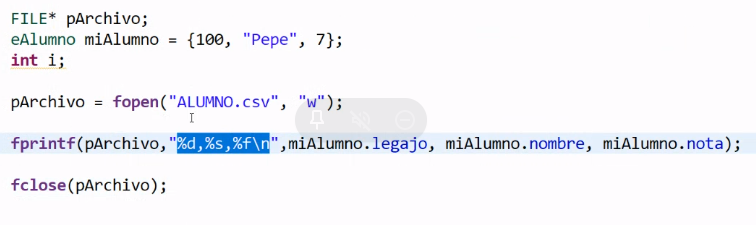 FILE* pArchivo;
eAlumno miAlumno = {100, "Pepe", 7};
int i;
pArchivo = fopen("ALUMNO.csv", "w");
fprintf(pArchivo,"%d,%s,%f\n",miAlumno.legajo, miAlumno.nombre, miAlumno.nota);
fclose(pArchivo);